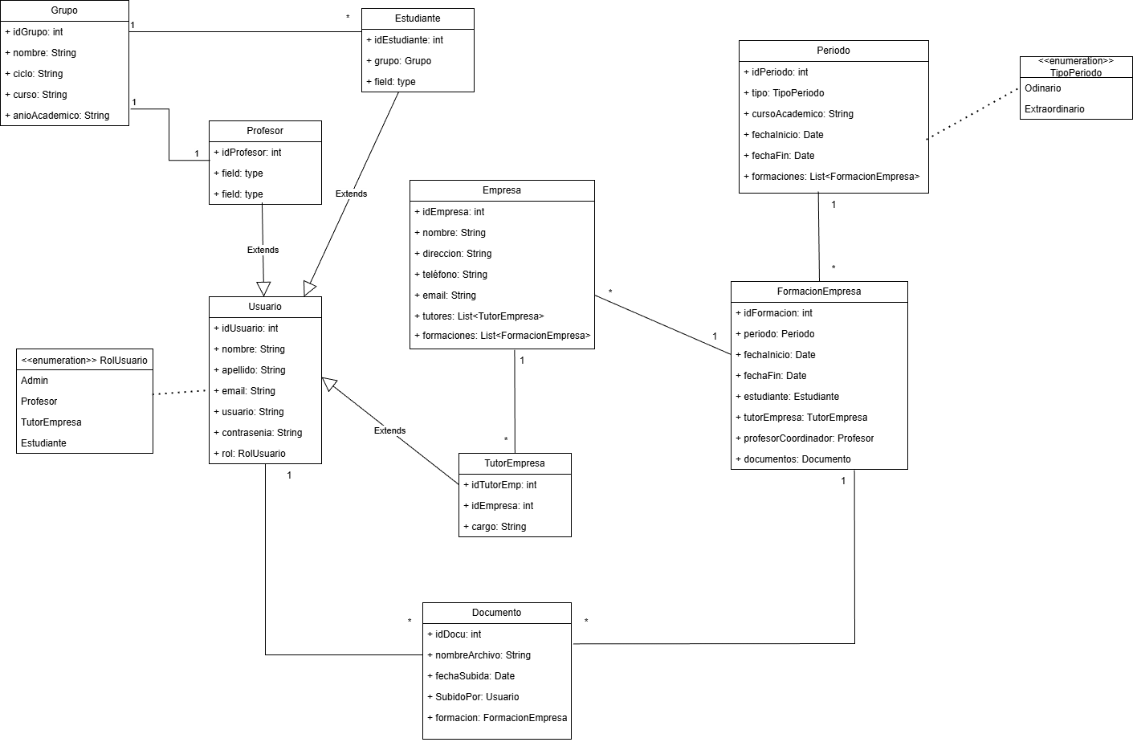 Grupo
+ idGrupo: int
+ nombre: String
+ ciclo: String
+ curso: String
+ anioAcademico: String
1
*
1
1
Estudiante
+ idEstudiante: int
+ grupo: Grupo
+ field: type
Profesor
+ idProfesor: int
+ field: type
+ field: type
Extends
Extends
Periodo
+ idPeriodo: int
+ tipo: TipoPeriodo
+ cursoAcademico: String
+ fechaInicio: Date
+ fechaFin: Date
+ formaciones: List<FormacionEmpresa>
<<enumeration>>
TipoPeriodo
Odinario
Extraordinario
1
*
Empresa
+ idEmpresa: int
+ nombre: String
+ direccion: String
+ telèfono: String
+ email: String
+ tutores: List<TutorEmpresa>
+ formaciones: List<FormacionEmpresa>
*
1
1
*
Usuario
+ idUsuario: int
+ nombre: String
+ apellido: String
+ email: String
+ usuario: String
+ contrasenia: String
+ rol: RolUsuario
<<enumeration>> RolUsuario
Admin
Profesor
TutorEmpresa
Estudiante
Extends
FormacionEmpresa
+ idFormacion: int
+ periodo: Periodo
+ fechaInicio: Date
+ fechaFin: Date
+ estudiante: Estudiante
+ tutorEmpresa: TutorEmpresa
+ profesorCoordinador: Profesor
+ documentos: Documento
TutorEmpresa
+ idTutorEmp: int
+ idEmpresa: int
+ cargo: String
1
1
*
*
Documento
+ idDocu: int
+ nombreArchivo: String
+ fechaSubida: Date
+ SubidoPor: Usuario
+ formacion: FormacionEmpresa